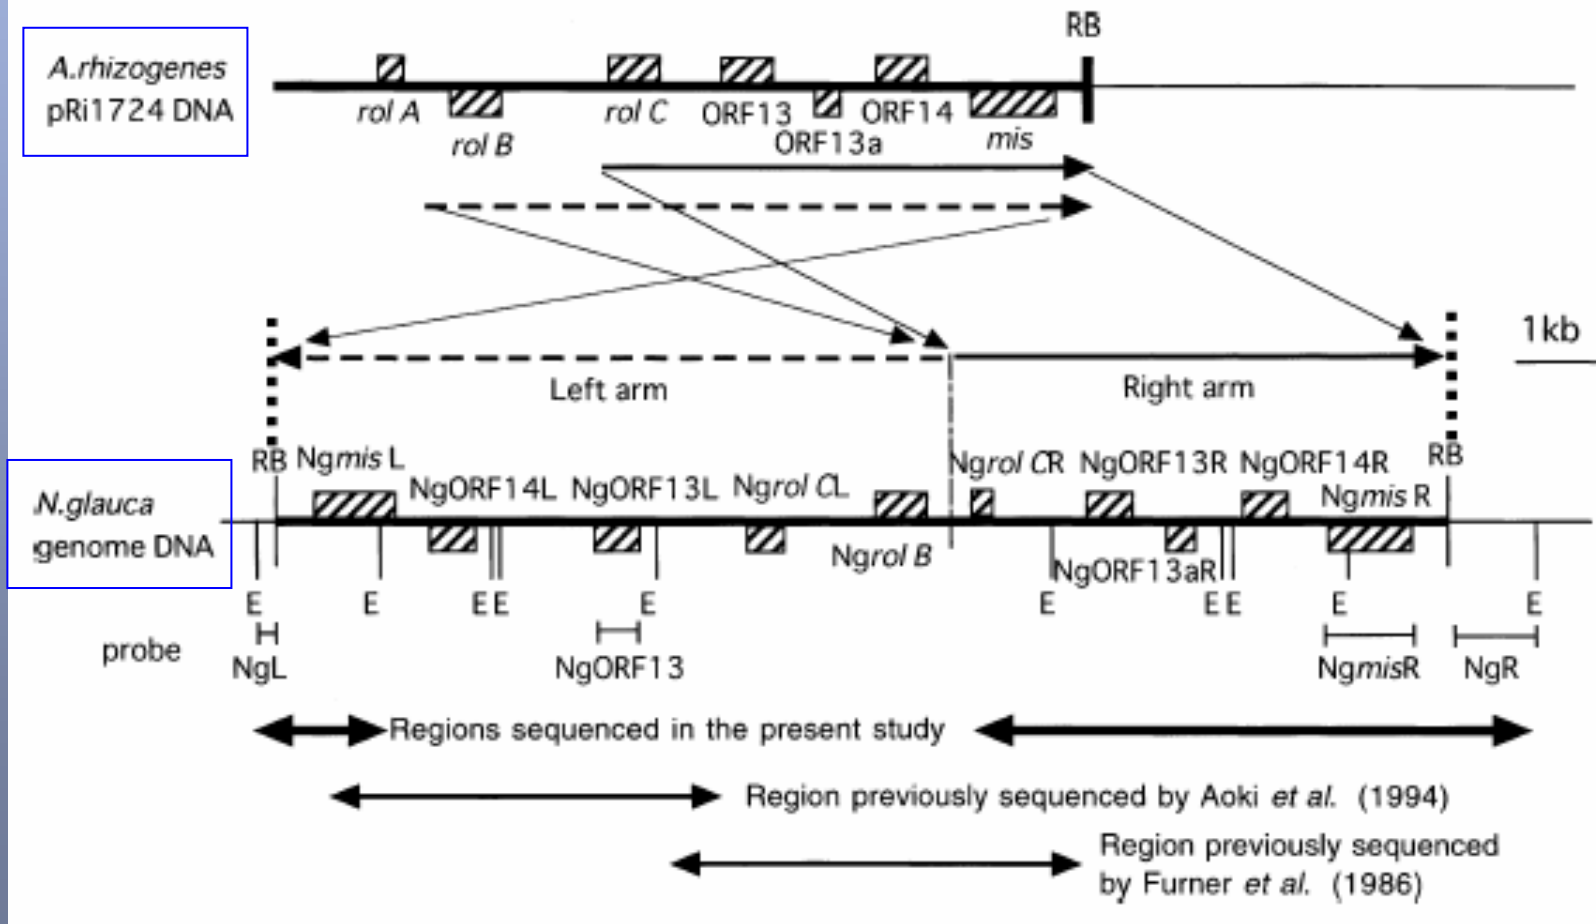 RB
A.rhizogenes
pRi1724 DNA
rol A
rol B
rol C
ORF13
ORF13a
ORF14
mis
1kb
Left arm
Right arm
RB
Ngmis L
NgORF14L
NgORF13L
Ngrol CL
Ngrol B
Ngrol CR
NgORF13R
NgORF14R
RB
Ngmis R
N.glauca
genome DNA
NgORF13aR
E E E E E E E E E E
probe
NgL
NgORF13
NgmisR
NgR
Regions sequenced in the present study
Region previously sequenced by Aoki et al. (1994)
Region previously sequenced
by Furner et al. (1986)